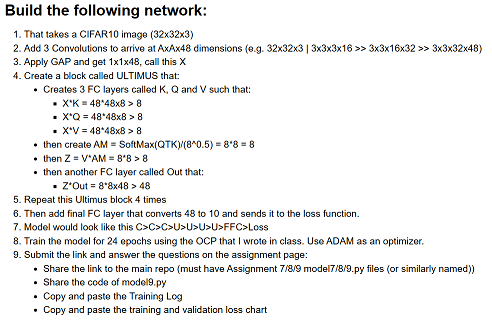 Build the following network:
1. That takes a CIFAR10 image (32x32x3)
2. Add 3 Convolutions to arrive at AxAx48 dimensions (e.g. 32x32x3 | 3x3x3x16 >> 3x3x16x32 >> 3x3x32x48)
3. Apply GAP and get 1x1x48, call this X
4. Create a block called ULTIMUS that:
• Creates 3 FC layers called K, Q and V such that:
▪ X*K = 48*48x8 > 8
▪ X*Q = 48*48x8 > 8
▪ X*V = 48*48x8 > 8
• then create AM = SoftMax(QTK)/(8^0.5) = 8*8 = 8
• then Z = V*AM = 8*8 > 8
• then another FC layer called Out that:
▪ Z*Out = 8*8x48 > 48
5. Repeat this Ultimus block 4 times
6. Then add final FC layer that converts 48 to 10 and sends it to the loss function.
7. Model would look like this C>C>C>U>U>U>U>FFC>Loss
8. Train the model for 24 epochs using the OCP that I wrote in class. Use ADAM as an optimizer.
9. Submit the link and answer the questions on the assignment page:
• Share the link to the main repo (must have Assignment 7/8/9 model7/8/9.py files (or similarly named))
• Share the code of model9.py
• Copy and paste the Training Log
• Copy and paste the training and validation loss chart